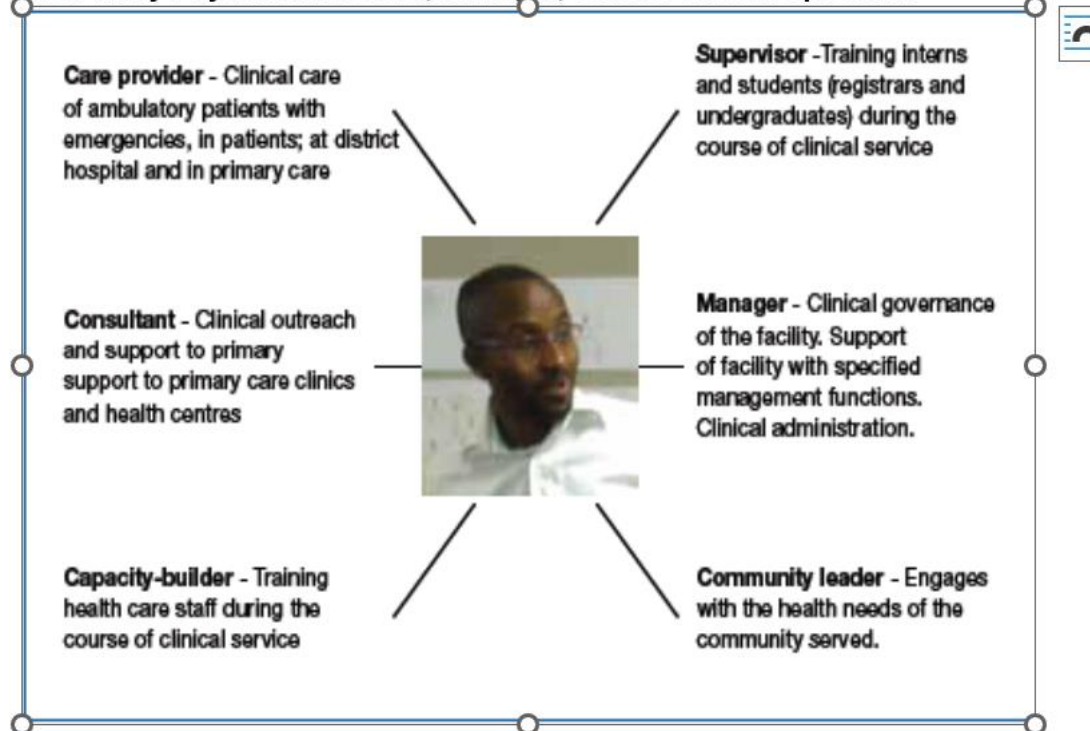 Care provider - Clinical care
of ambulatory patients with
emergencies, in patients; at district
hospital and in primary care
Supervisor -Training interns
and students (registrars and
undergraduates) during the
course of clinical service
Consultant - Clinical outreach
and support to primary
support to primary care clinics
and health centres
Manager - Clinical governance
of the facility. Support
of facility with specified
management functions.
Clinical administration.
Capacity-builder - Training
health care staff during the
course of clinical service
Community leader - Engages
with the health needs of the
community served.